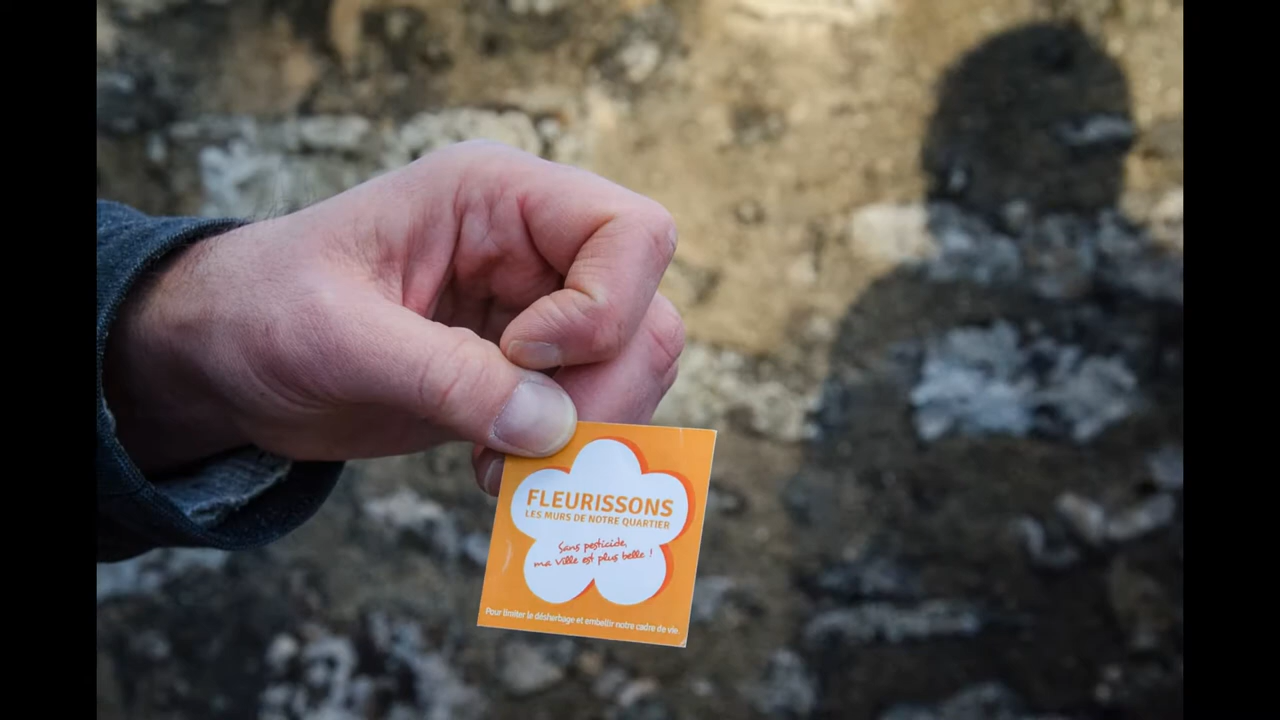 FLEURISSONS
LES MURS DE NOTRE QUARTIER
Sans pesticide,
ma ville est plus belle !
Pour limiter le désherbage et embellir notre cadre de vie.